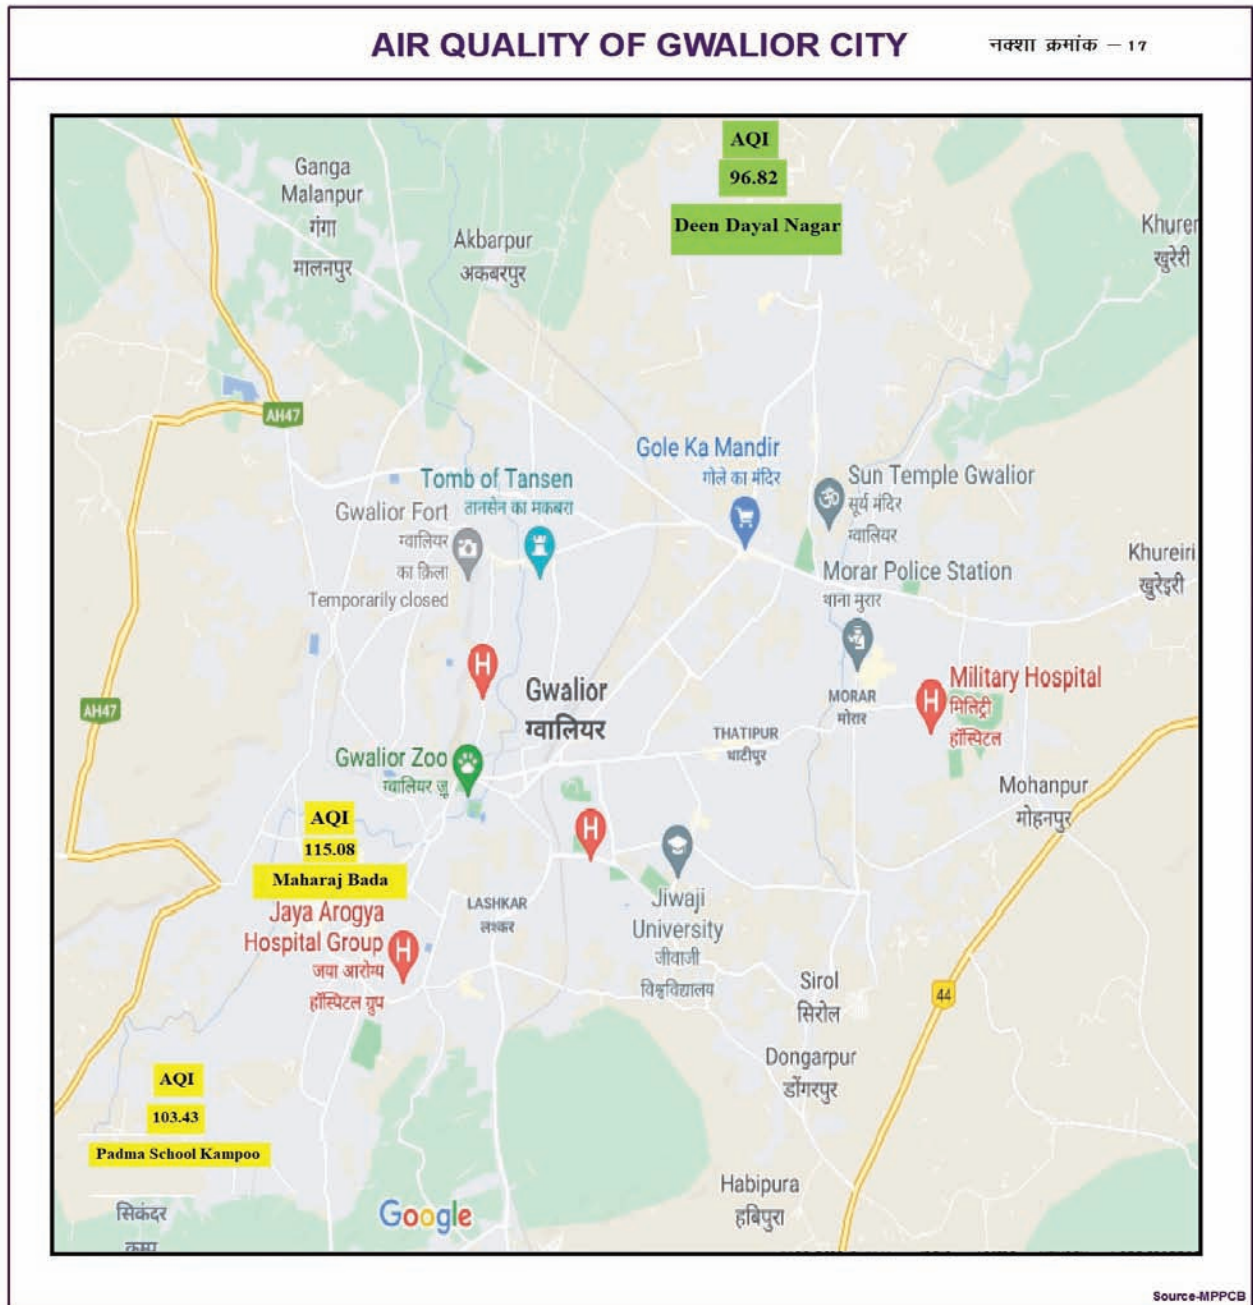 AIR QUALITY OF GWALIOR CITY
नक्शा क्रमांक – 17
AQI
96.82
Deen Dayal Nagar
Ganga
Malanpur
गंगा
मालनपुर
Akbarpur
अकबरपुर
Khurer
खुरेरी
AH47
Gole Ka Mandir
गोले का मंदिर
Tomb of Tansen
तानसेन का मकबरा
Sun Temple Gwalior
सूर्य मंदिर
ग्वालियर
Gwalior Fort
ग्वालियर
का क़िला
Temporarily closed
Morar Police Station
थाना मुरार
Khureiri
खुरेइरी
H
Gwalior
ग्वालियर
MORAR
मोरार
Military Hospital
मिलिट्री
हॉस्पिटल
H
AH47
THATIPUR
थाटीपुर
Gwalior Zoo
ग्वालियर ज़ू
Mohanpur
मोहनपुर
AQI
115.08
Maharaj Bada
H
LASHKAR
लश्कर
Jiwaji
University
जीवाजी
विश्वविद्यालय
Jaya Arogya
Hospital Group
जया आरोग्य
हॉस्पिटल ग्रुप
H
Sirol
सिरोल
44
Dongarpur
डोंगरपुर
AQI
103.43
Padma School Kampoo
Habipura
हबिपुरा
सिकंदर
Google
Source-MPPCB